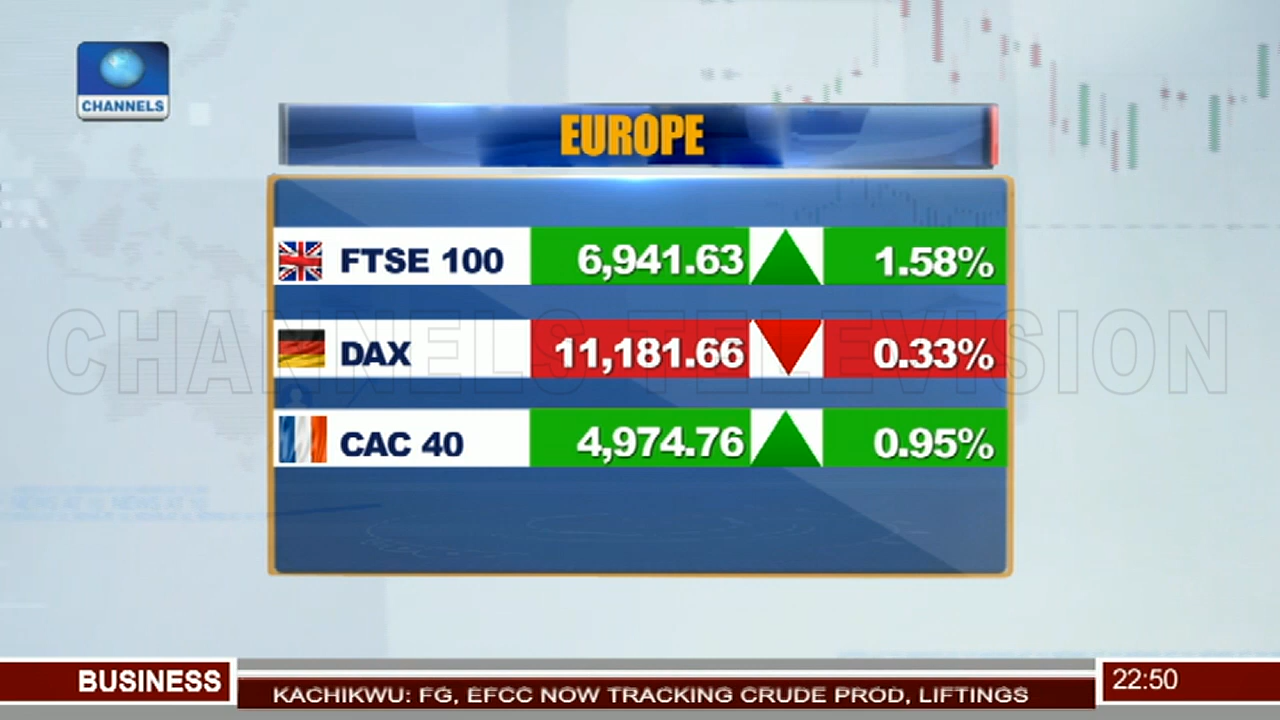 CHANNELS
EUROPE
FTSE 100 6,941.63 1.58%
DAX 11,181.66 0.33%
CHANNELS TELEVISION
CAC 40 4,974.76 0.95%
BUSINESS
KACHIKWU: FG, EFCC NOW TRACKING CRUDE PROD, LIFTINGS
22:50